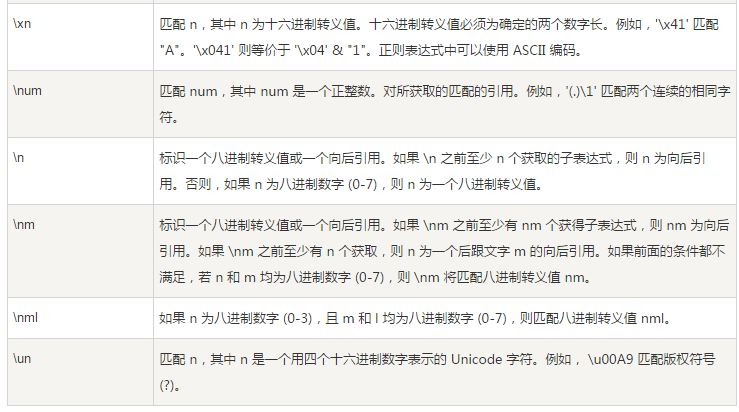 \xn
匹配 n，其中 n 为十六进制转义值。十六进制转义值必须为确定的两个数字长。例如，'\x41' 匹配
"A"。'\x041' 则等价于 '\x04' & "1"。正则表达式中可以使用 ASCII 编码。
\num
匹配 num，其中 num 是一个正整数。对所获取的匹配的引用。例如，'(.)\1' 匹配两个连续的相同字
符。
\n
标识一个八进制转义值或一个向后引用。如果 \n 之前至少 n 个获取的子表达式，则 n 为向后引
用。否则，如果 n 为八进制数字 (0-7)，则 n 为一个八进制转义值。
\nm
标识一个八进制转义值或一个向后引用。如果 \nm 之前至少有 nm 个获得子表达式，则 nm 为向后
引用。如果 \nm 之前至少有 n 个获取，则 n 为一个后跟文字 m 的向后引用。如果前面的条件都不
满足，若 n 和 m 均为八进制数字 (0-7)，则 \nm 将匹配八进制转义值 nm。
\nml
如果 n 为八进制数字 (0-3)，且 m 和 l 均为八进制数字 (0-7)，则匹配八进制转义值 nml。
\un
匹配 n，其中 n 是一个用四个十六进制数字表示的 Unicode 字符。例如， \u00A9 匹配版权符号
(?)。